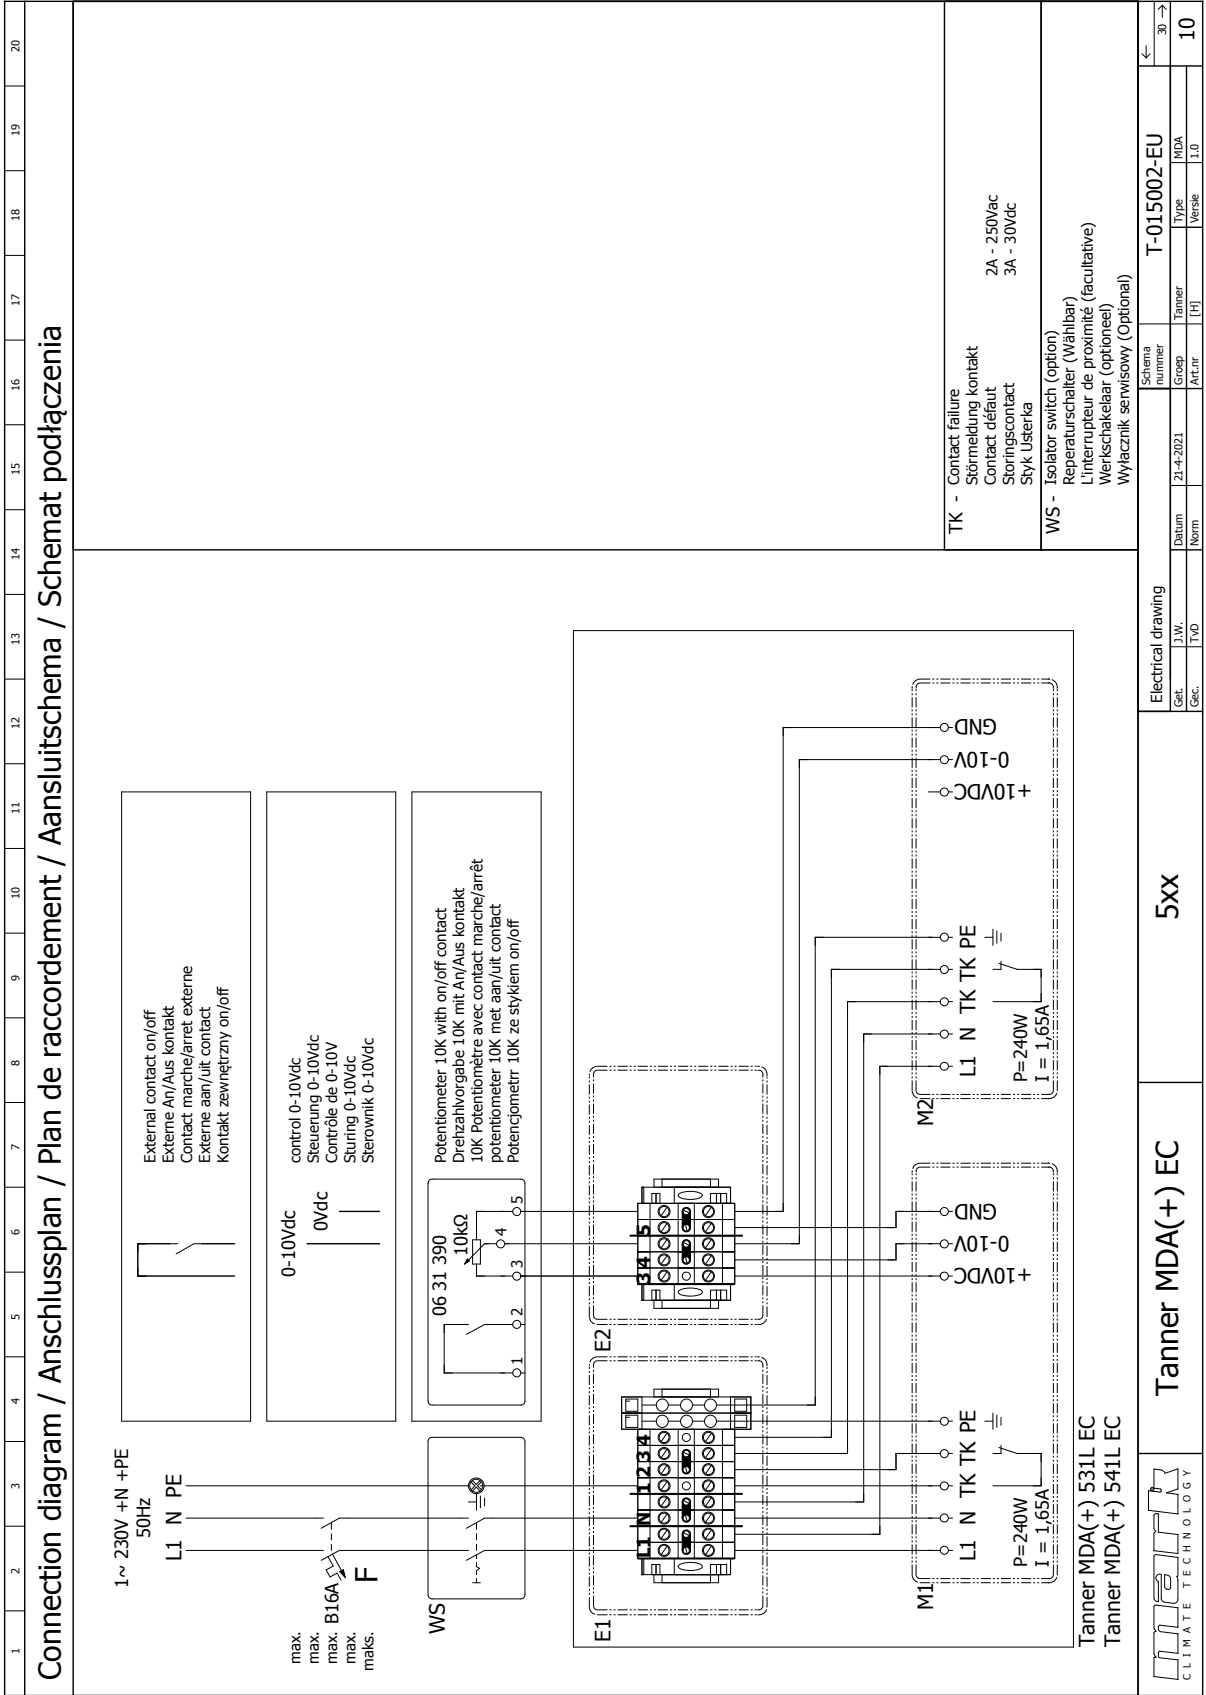 1 2 3 4 5 6 7 8 9 10 11 12 13 14 15 16 17 18 19 20
Connection diagram / Anschlussplan / Plan de raccordement / Aansluitschema / Schemat podłączenia
1~ 230V +N +PE
50Hz
L1 N PE
max.
max.
max. B16A
max.
maks.
F
WS
External contact on/off
Externe An/Aus kontakt
Contact marche/arret externe
Externe aan/uit contact
Kontakt zewnętrzny on/off
0-10Vdc
0Vdc
control 0-10Vdc
Steuerung 0-10Vdc
Contrôle de 0-10V
Sturing 0-10Vdc
Sterownik 0-10Vdc
06 31 390
10kΩ
1 2 3 4 5
Potentiometer 10K with on/off contact
Drehzahlvorgabe 10K mit An/Aus kontakt
10K Potentiomètre avec contact marche/arrêt
potentiometer 10K met aan/uit contact
Potencjometrr 10K ze stykiem on/off
E1
L1 N 1 2 3 4
E2
3 4 5
M1
L1 N TK TK PE
P=240W
I = 1,65A
+10VDC
0-10V
GND
M2
L1 N TK TK PE
P=240W
I = 1,65A
+10VDC
0-10V
GND
Tanner MDA(+) 531L EC
Tanner MDA(+) 541L EC
TK - Contact failure
Störmeldung kontakt
Contact défaut 2A - 250Vac
Storingscontact 3A - 30Vdc
Styk Usterka
WS - Isolator switch (option)
Reperaturschalter (Wählbar)
L'interrupteur de proximité (facultative)
Werkschakelaar (optioneel)
Wyłacznik serwisowy (Optional)
mark
CLIMATE TECHNOLOGY
Tanner MDA(+) EC
5xx
Electrical drawing
Get. J.W. Datum 21-4-2021
Gec. TvD Norm
Schema
nummer
T-015002-EU
Groep Tanner Type MDA
Art.nr [H] Versie 1.0
← 30 →
10